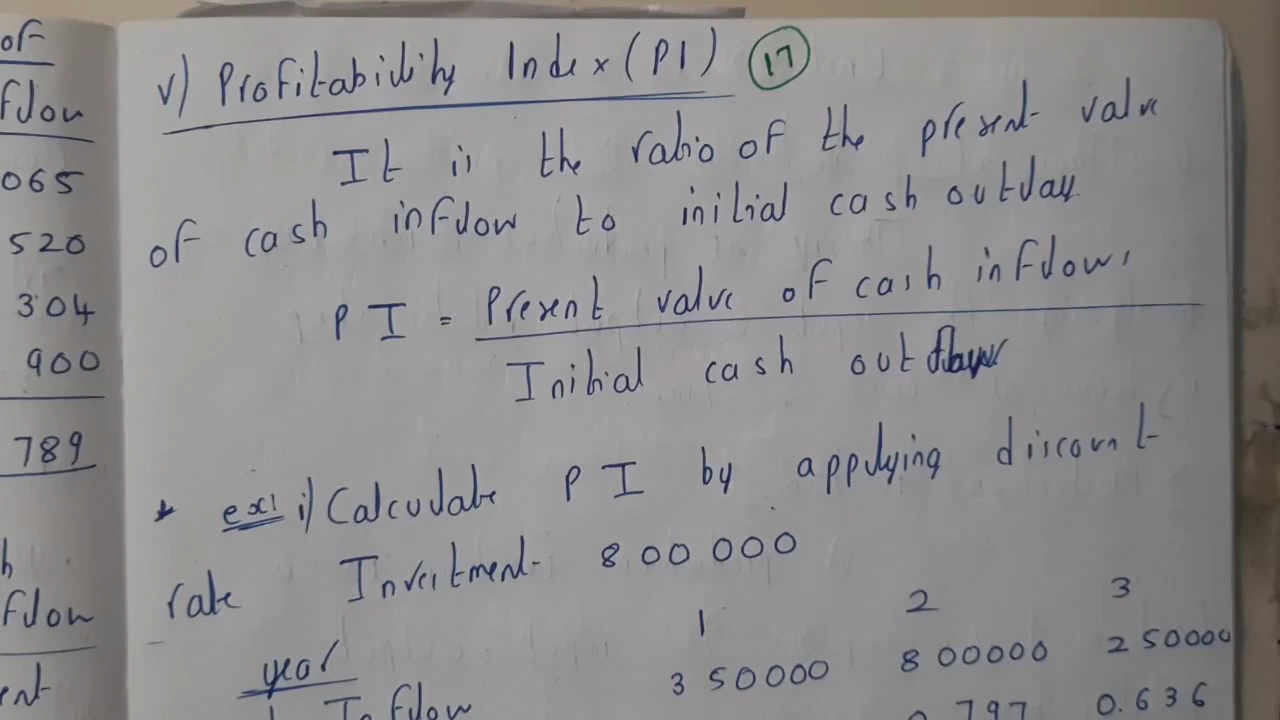 of
flow
065
520
304
900
789
flow
v) Profitability Index (PI) 17
It is the ratio of the present value
of cash inflow to initial cash outlay
PI = Present value of cash inflow,
Initial cash outflow
* ex: i) Calculate PI by applying discount
rate Investment 800000
year 1 2 3
Inflow 350000 800000 250000
0.636